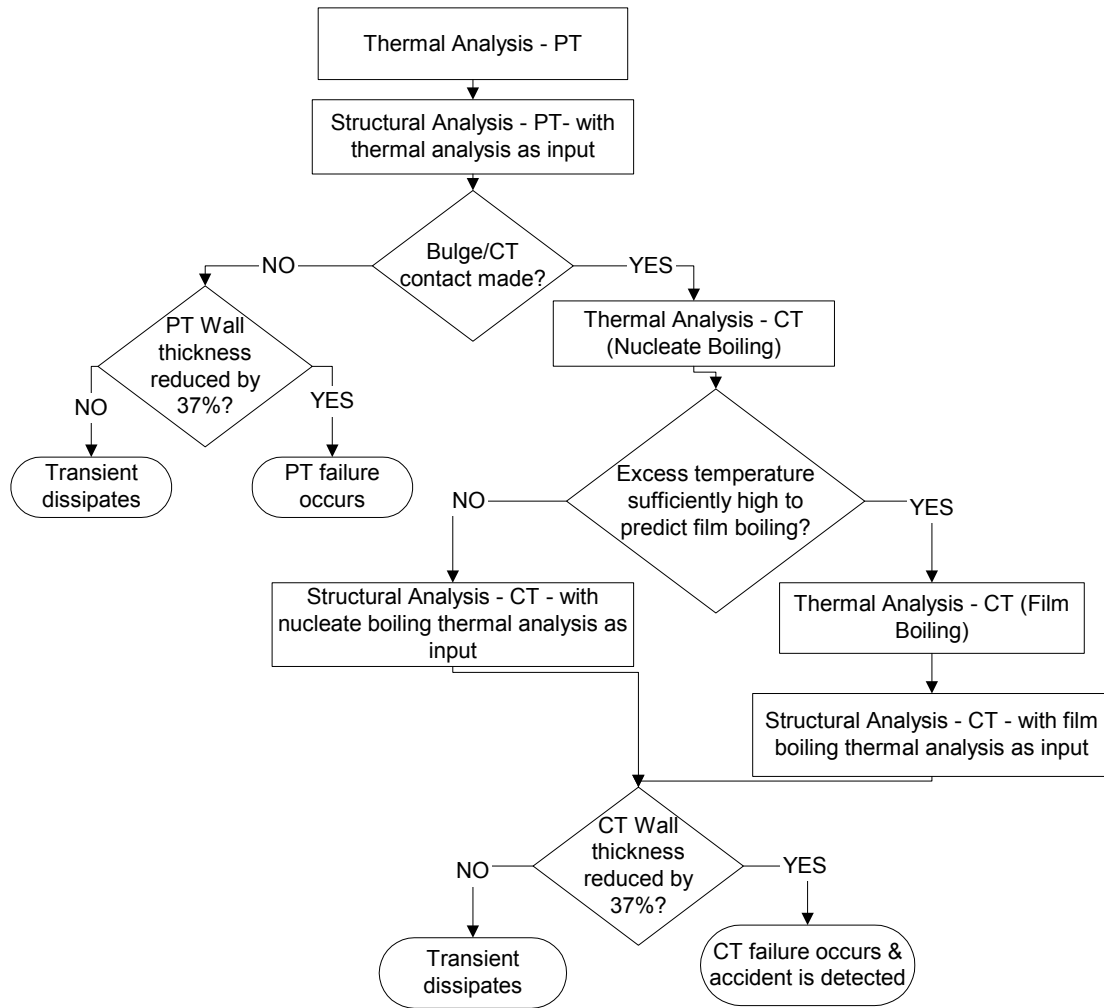 Thermal Analysis - PT
Structural Analysis - PT- with
thermal analysis as input
Bulge/CT
contact made?
NO
YES
PT Wall
thickness
reduced by
37%?
Thermal Analysis - CT
(Nucleate Boiling)
NO
YES
Transient
dissipates
PT failure
occurs
Excess temperature
sufficiently high to
predict film boiling?
NO
YES
Structural Analysis - CT - with
nucleate boiling thermal analysis as
input
Thermal Analysis - CT (Film
Boiling)
Structural Analysis - CT - with film
boiling thermal analysis as input
CT Wall
thickness
reduced by
37%?
NO
YES
Transient
dissipates
CT failure occurs &
accident is detected